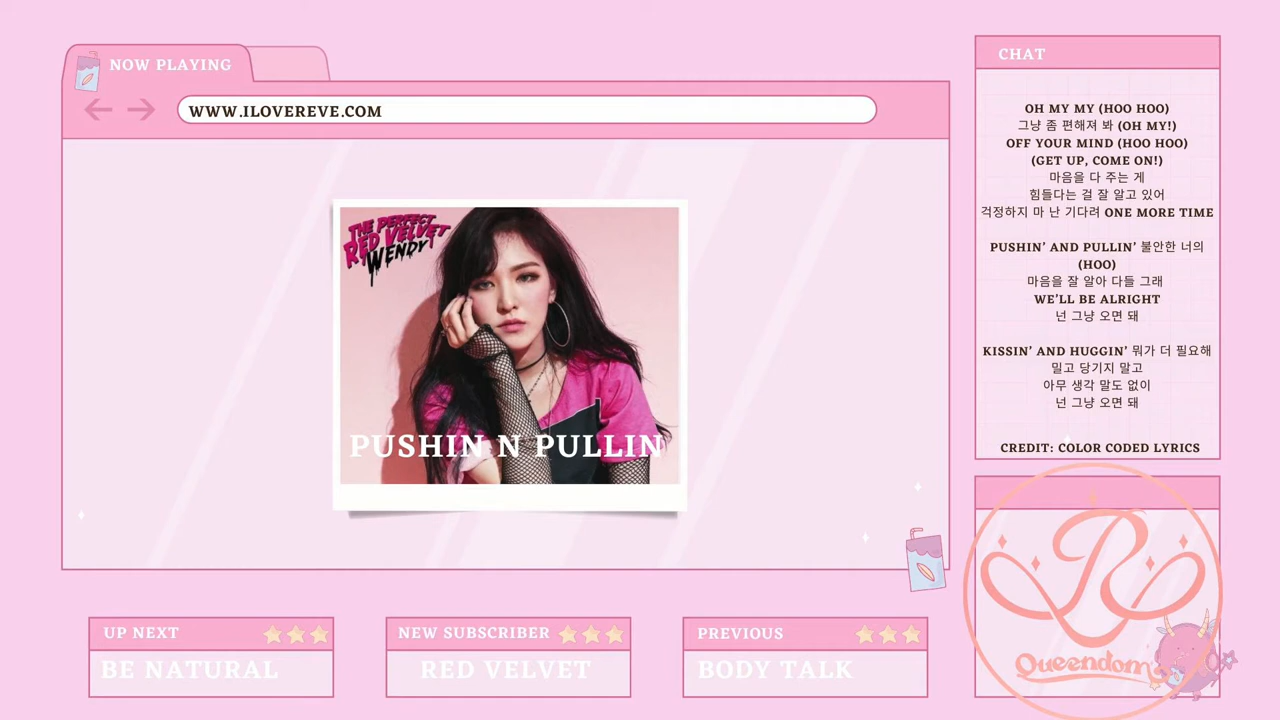 NOW PLAYING
WWW.ILOVEREVE.COM
THE PERFECT
RED VELVET
WENDY
PUSHIN N PULLIN
CHAT
OH MY MY (HOO HOO)
그냥 좀 편해져 봐 (OH MY!)
OFF YOUR MIND (HOO HOO)
(GET UP, COME ON!)
마음을 다 주는 게
힘들다는 걸 잘 알고 있어
걱정하지 마 난 기다려 ONE MORE TIME
PUSHIN' AND PULLIN' 불안한 너의
(HOO)
마음을 잘 알아 다들 그래
WE'LL BE ALRIGHT
넌 그냥 오면 돼
KISSIN' AND HUGGIN' 뭐가 더 필요해
밀고 당기지 말고
아무 생각 말도 없이
넌 그냥 오면 돼
CREDIT: COLOR CODED LYRICS
UP NEXT
BE NATURAL
NEW SUBSCRIBER
RED VELVET
PREVIOUS
BODY TALK
R
Queendom